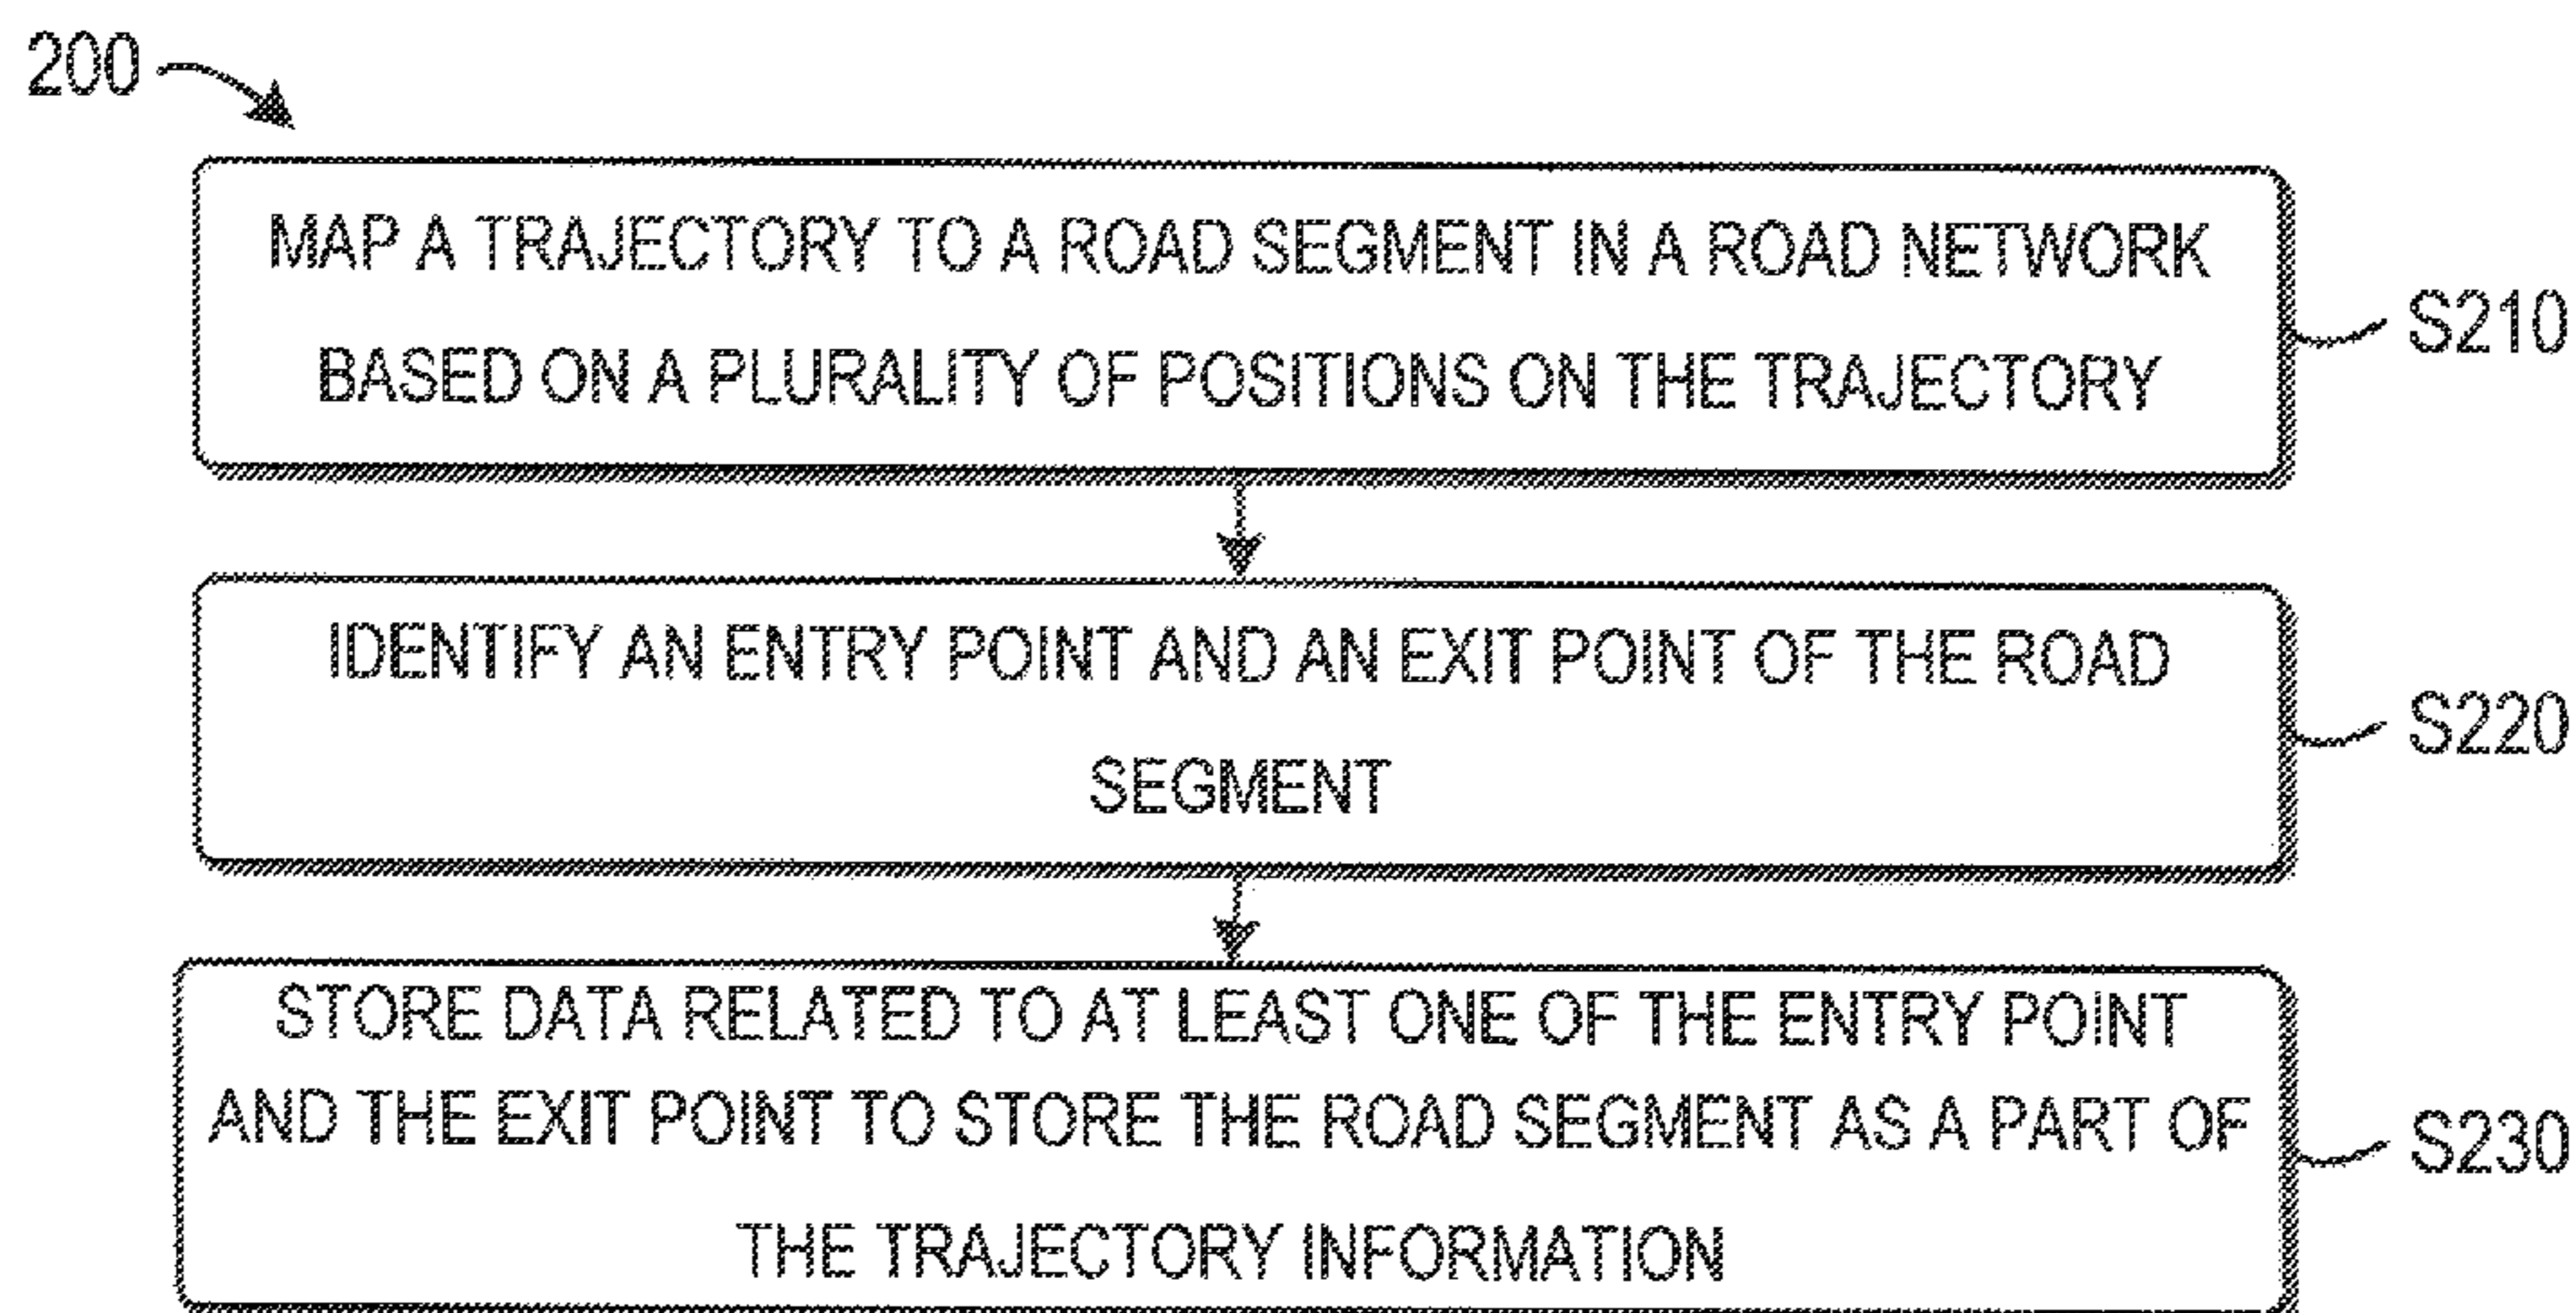 200
MAP A TRAJECTORY TO A ROAD SEGMENT IN A ROAD NETWORK
BASED ON A PLURALITY OF POSITIONS ON THE TRAJECTORY
S210
IDENTIFY AN ENTRY POINT AND AN EXIT POINT OF THE ROAD
SEGMENT
S220
STORE DATA RELATED TO AT LEAST ONE OF THE ENTRY POINT
AND THE EXIT POINT TO STORE THE ROAD SEGMENT AS A PART OF
THE TRAJECTORY INFORMATION
S230